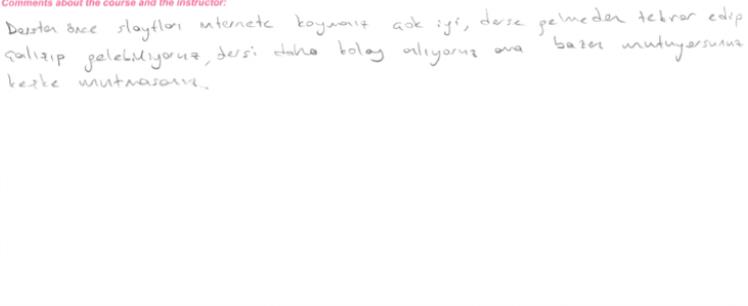 Comments about the course and the instructor:
Dersten önce slaytları internete koymanız çok iyi, derse gelmeden tekrar edip
çalışıp gelebiliyoruz, dersi daha kolay anlıyoruz ama bazen unutuyorsunuz
keşke unutmasanız.